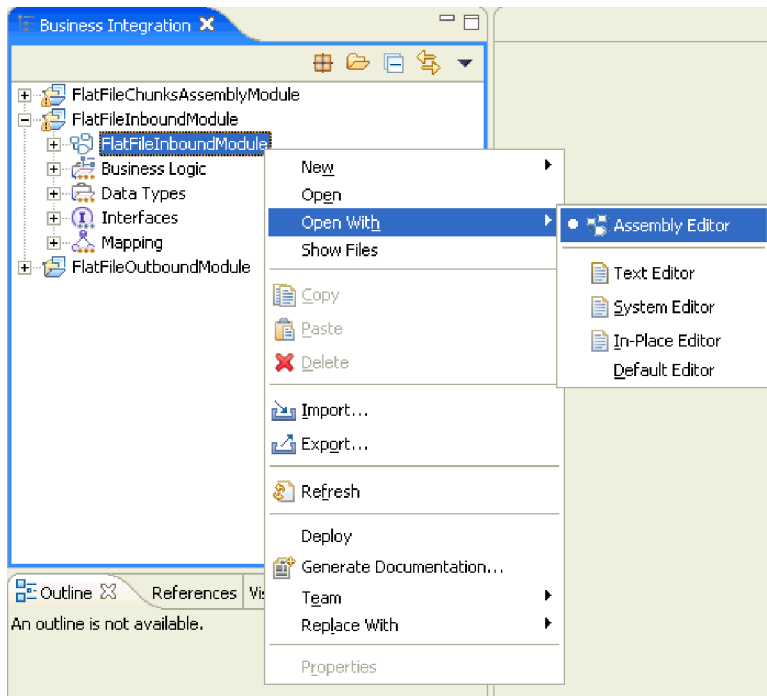 Business Integration
FlatFileChunksAssemblyModule
FlatFileInboundModule
FlatFileInboundModule
Business Logic
Data Types
Interfaces
Mapping
FlatFileOutboundModule
New
Open
Open With
Show Files
Copy
Paste
Delete
Import...
Export...
Refresh
Deploy
Generate Documentation...
Team
Replace With
Properties
Assembly Editor
Text Editor
System Editor
In-Place Editor
Default Editor
Outline References
An outline is not available.